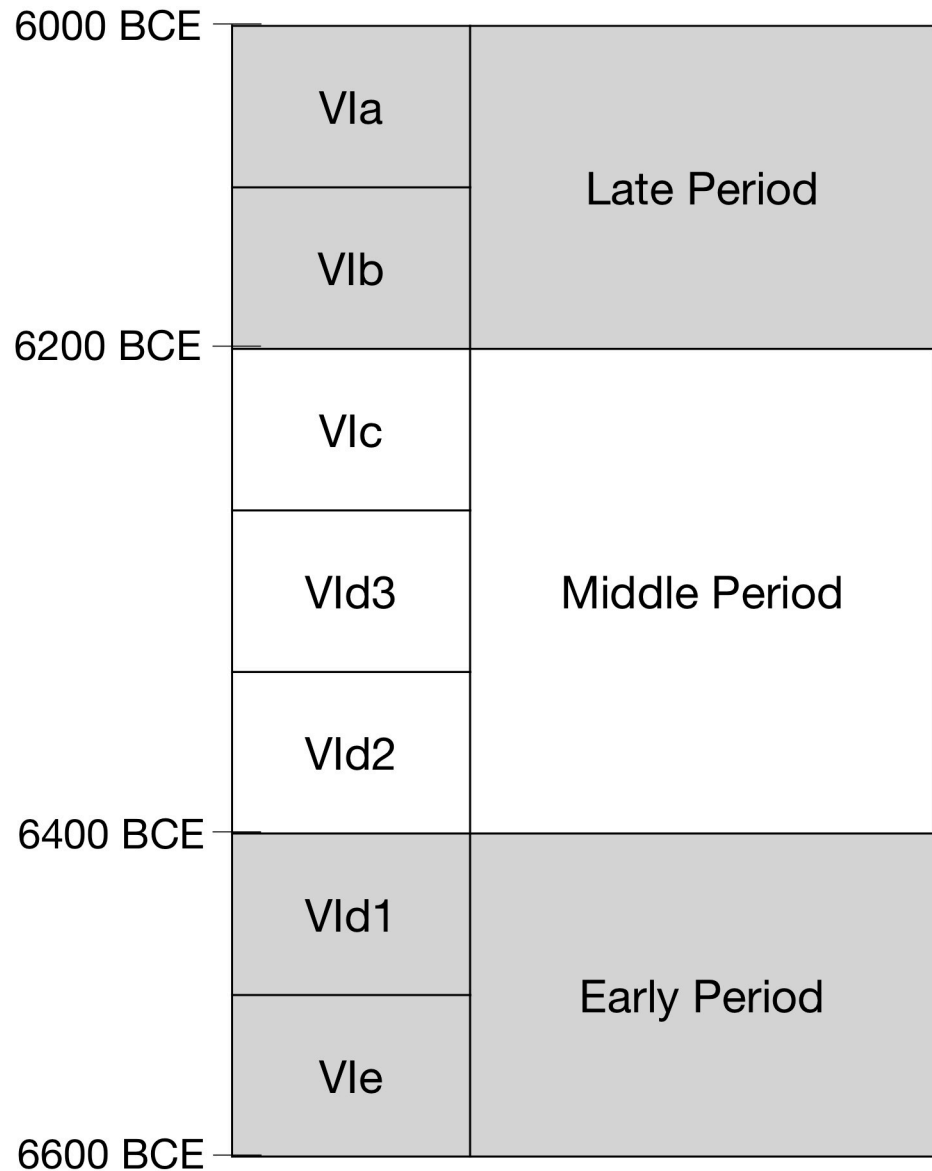 6000 BCE
VIa
Late Period
VIb
6200 BCE
VIc
VId3
Middle Period
VId2
6400 BCE
VId1
Early Period
VIe
6600 BCE